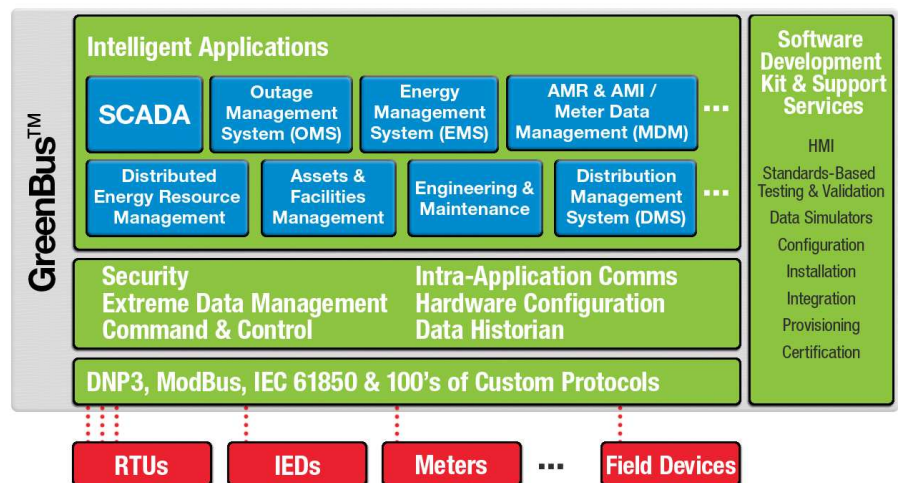 GreenBus™
Intelligent Applications
SCADA
Outage
Management
System (OMS)
Energy
Management
System (EMS)
AMR & AMI /
Meter Data
Management (MDM)
...
Distributed
Energy Resource
Management
Assets &
Facilities
Management
Engineering &
Maintenance
Distribution
Management
System (DMS)
...
Security
Extreme Data Management
Command & Control
Intra-Application Comms
Hardware Configuration
Data Historian
DNP3, ModBus, IEC 61850 & 100's of Custom Protocols
RTUs
IEDs
Meters
...
Field Devices
Software
Development
Kit & Support
Services
HMI
Standards-Based
Testing & Validation
Data Simulators
Configuration
Installation
Integration
Provisioning
Certification